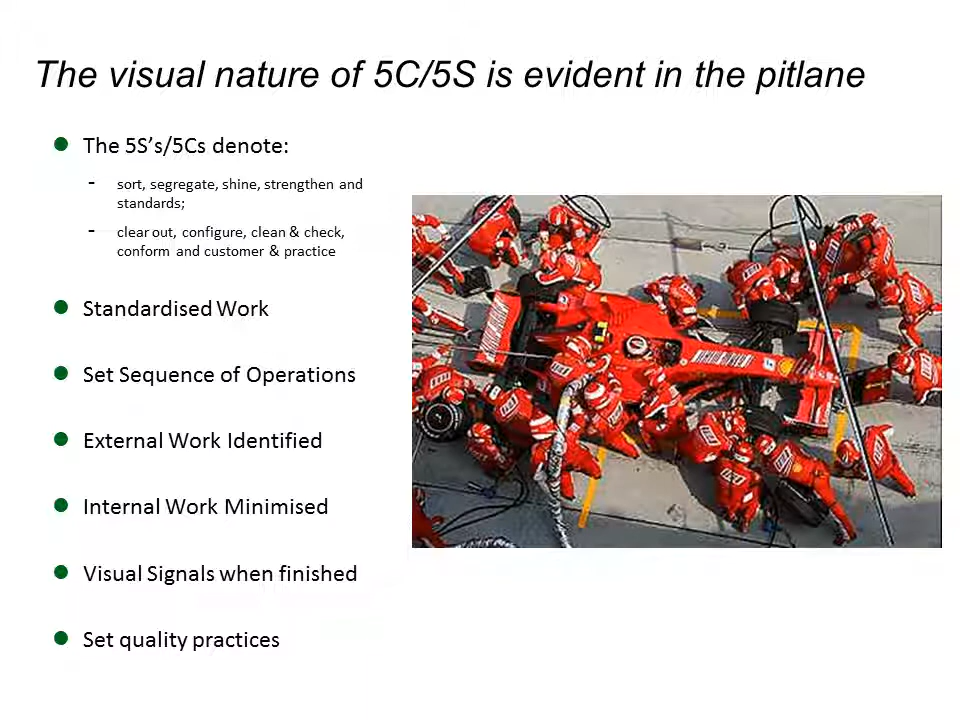 The visual nature of 5C/5S is evident in the pitlane
● The 5S’s/5Cs denote:
- sort, segregate, shine, strengthen and
standards;
- clear out, configure, clean & check,
conform and customer & practice
● Standardised Work
● Set Sequence of Operations
● External Work Identified
● Internal Work Minimised
● Visual Signals when finished
● Set quality practices